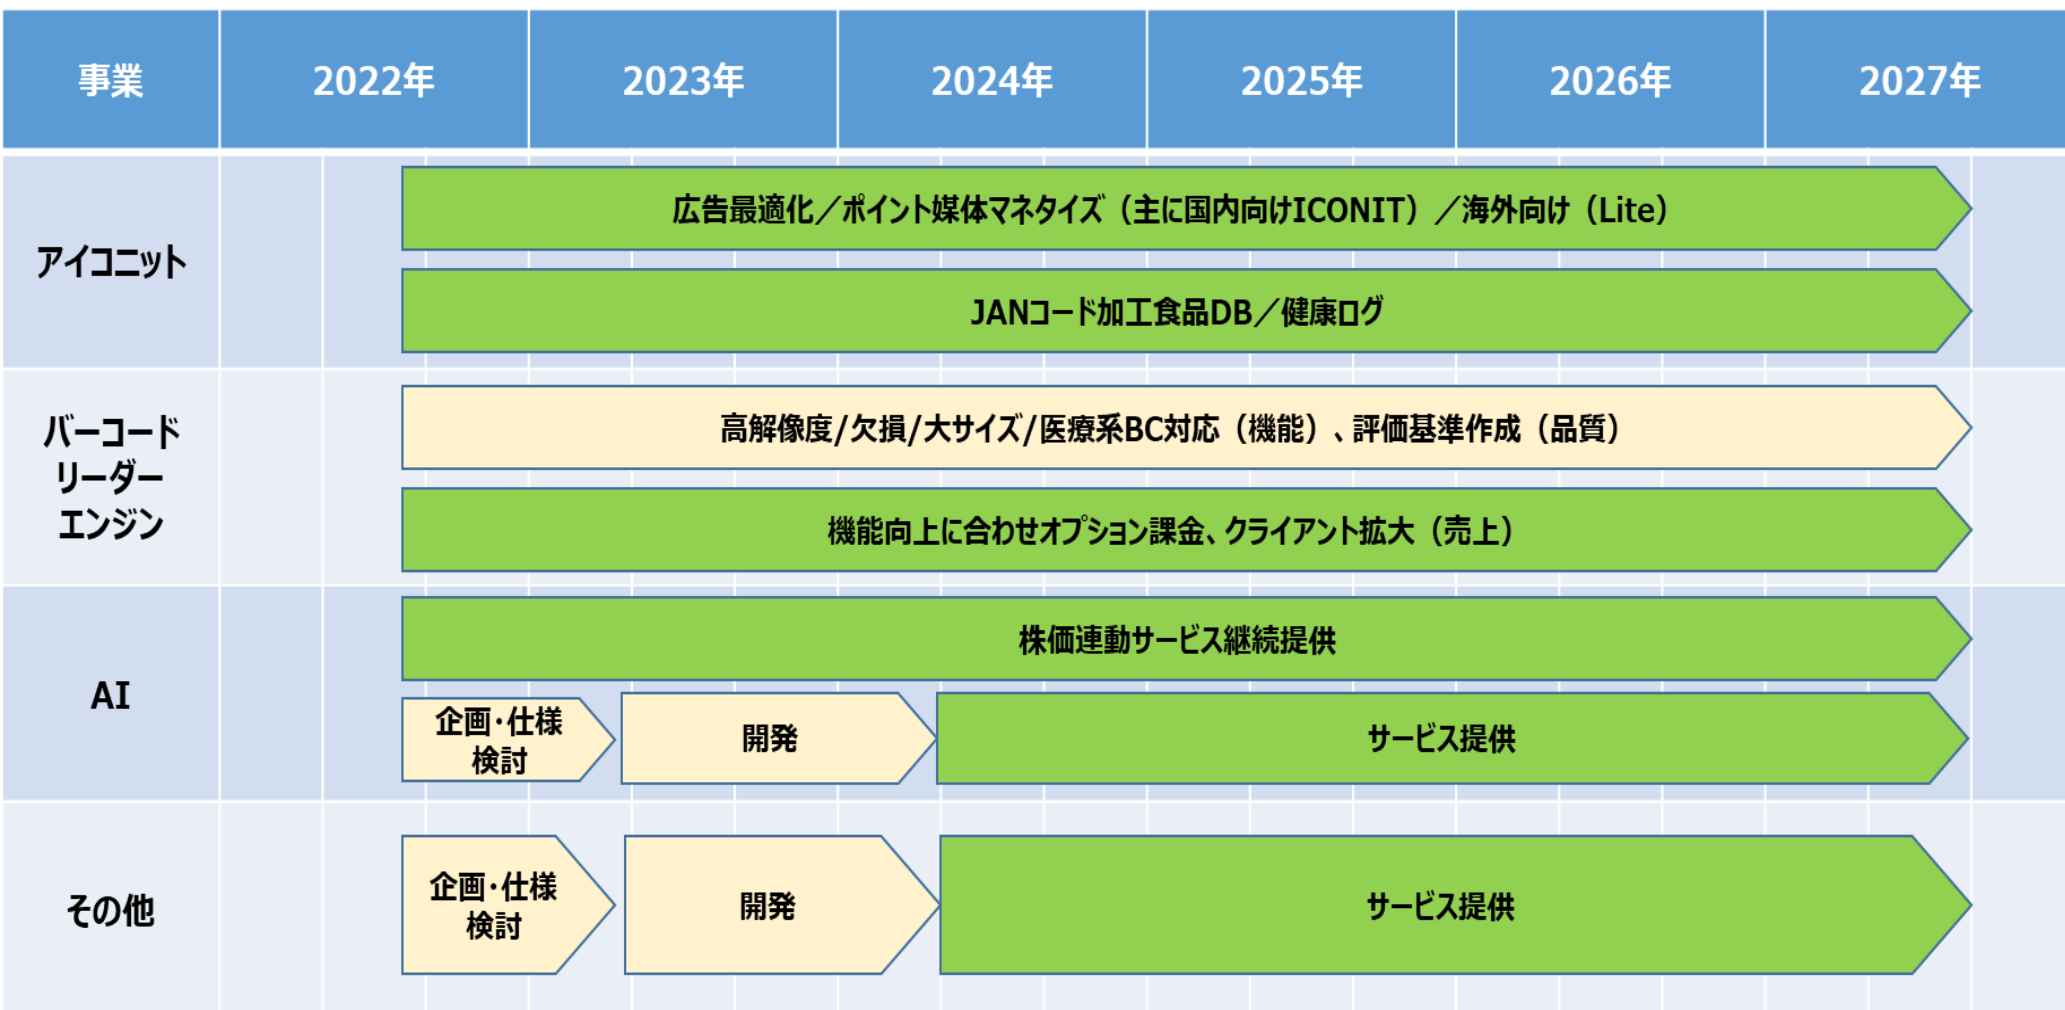 事業
2022年
2023年
2024年
2025年
2026年
2027年
アイコニット
広告最適化／ポイント媒体マネタイズ（主に国内向けICONIT）／海外向け（Lite）
JANコード加工食品DB／健康ログ
バーコード
リーダー
エンジン
高解像度/欠損/大サイズ/医療系BC対応（機能）、評価基準作成（品質）
機能向上に合わせオプション課金、クライアント拡大（売上）
AI
株価連動サービス継続提供
企画･仕様
検討
開発
サービス提供
その他
企画･仕様
検討
開発
サービス提供